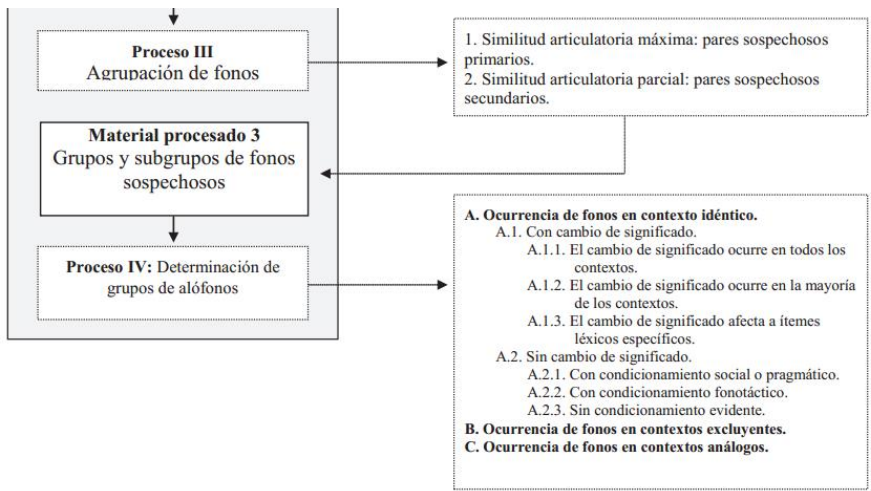 Proceso III
Agrupación de fonos
1. Similitud articulatoria máxima: pares sospechosos
primarios.
2. Similitud articulatoria parcial: pares sospechosos
secundarios.
Material procesado 3
Grupos y subgrupos de fonos
sospechosos
Proceso IV: Determinación de
grupos de alófonos
A. Ocurrencia de fonos en contexto idéntico.
A.1. Con cambio de significado.
A.1.1. El cambio de significado ocurre en todos los
contextos.
A.1.2. El cambio de significado ocurre en la mayoría
de los contextos.
A.1.3. El cambio de significado afecta a ítemes
léxicos específicos.
A.2. Sin cambio de significado.
A.2.1. Con condicionamiento social o pragmático.
A.2.2. Con condicionamiento fonotáctico.
A.2.3. Sin condicionamiento evidente.
B. Ocurrencia de fonos en contextos excluyentes.
C. Ocurrencia de fonos en contextos análogos.